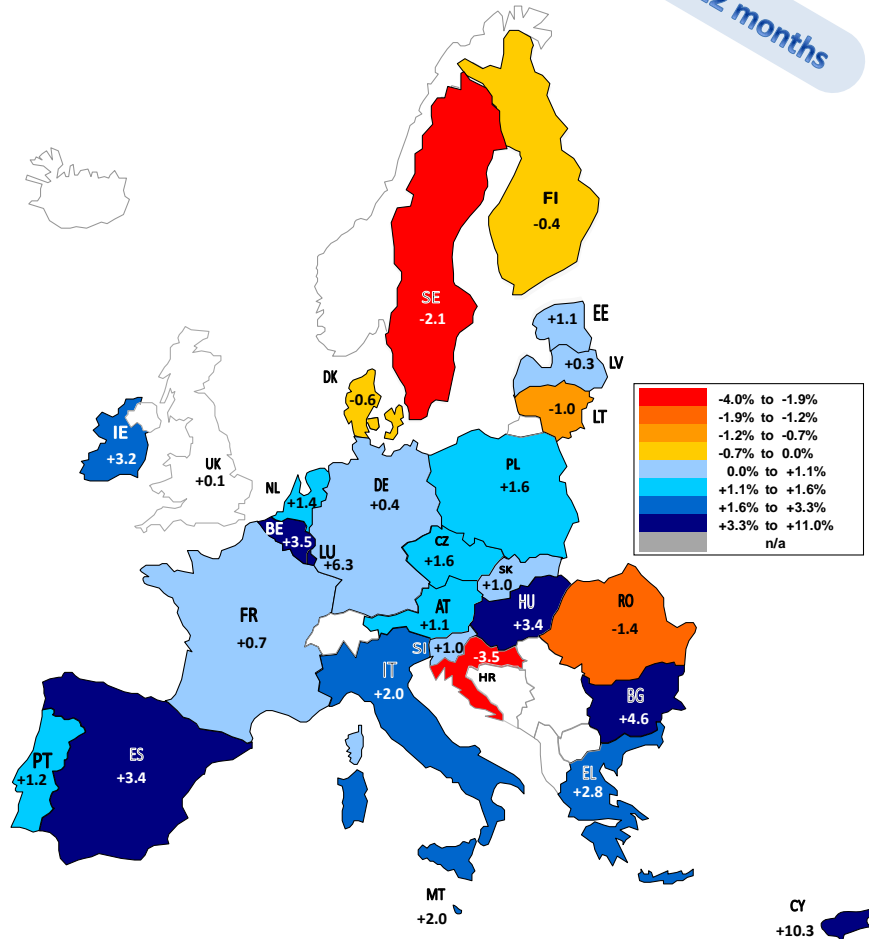 months
FI
-0.4
SE
-2.1
EE
+1.1
LV
+0.3
DK
-0.6
LT
-1.0
-4.0% to -1.9%
-1.9% to -1.2%
-1.2% to -0.7%
-0.7% to 0.0%
0.0% to +1.1%
+1.1% to +1.6%
+1.6% to +3.3%
+3.3% to +11.0%
n/a
IE
+3.2
UK
+0.1
NL
+1.4
DE
+0.4
PL
+1.6
BE
+3.5
LU
+6.3
CZ
+1.6
SK
+1.0
AT
+1.1
HU
+3.4
RO
-1.4
FR
+0.7
SI
+1.0
-3.5
HR
IT
+2.0
BG
+4.6
PT
+1.2
ES
+3.4
EL
+2.8
MT
+2.0
CY
+10.3